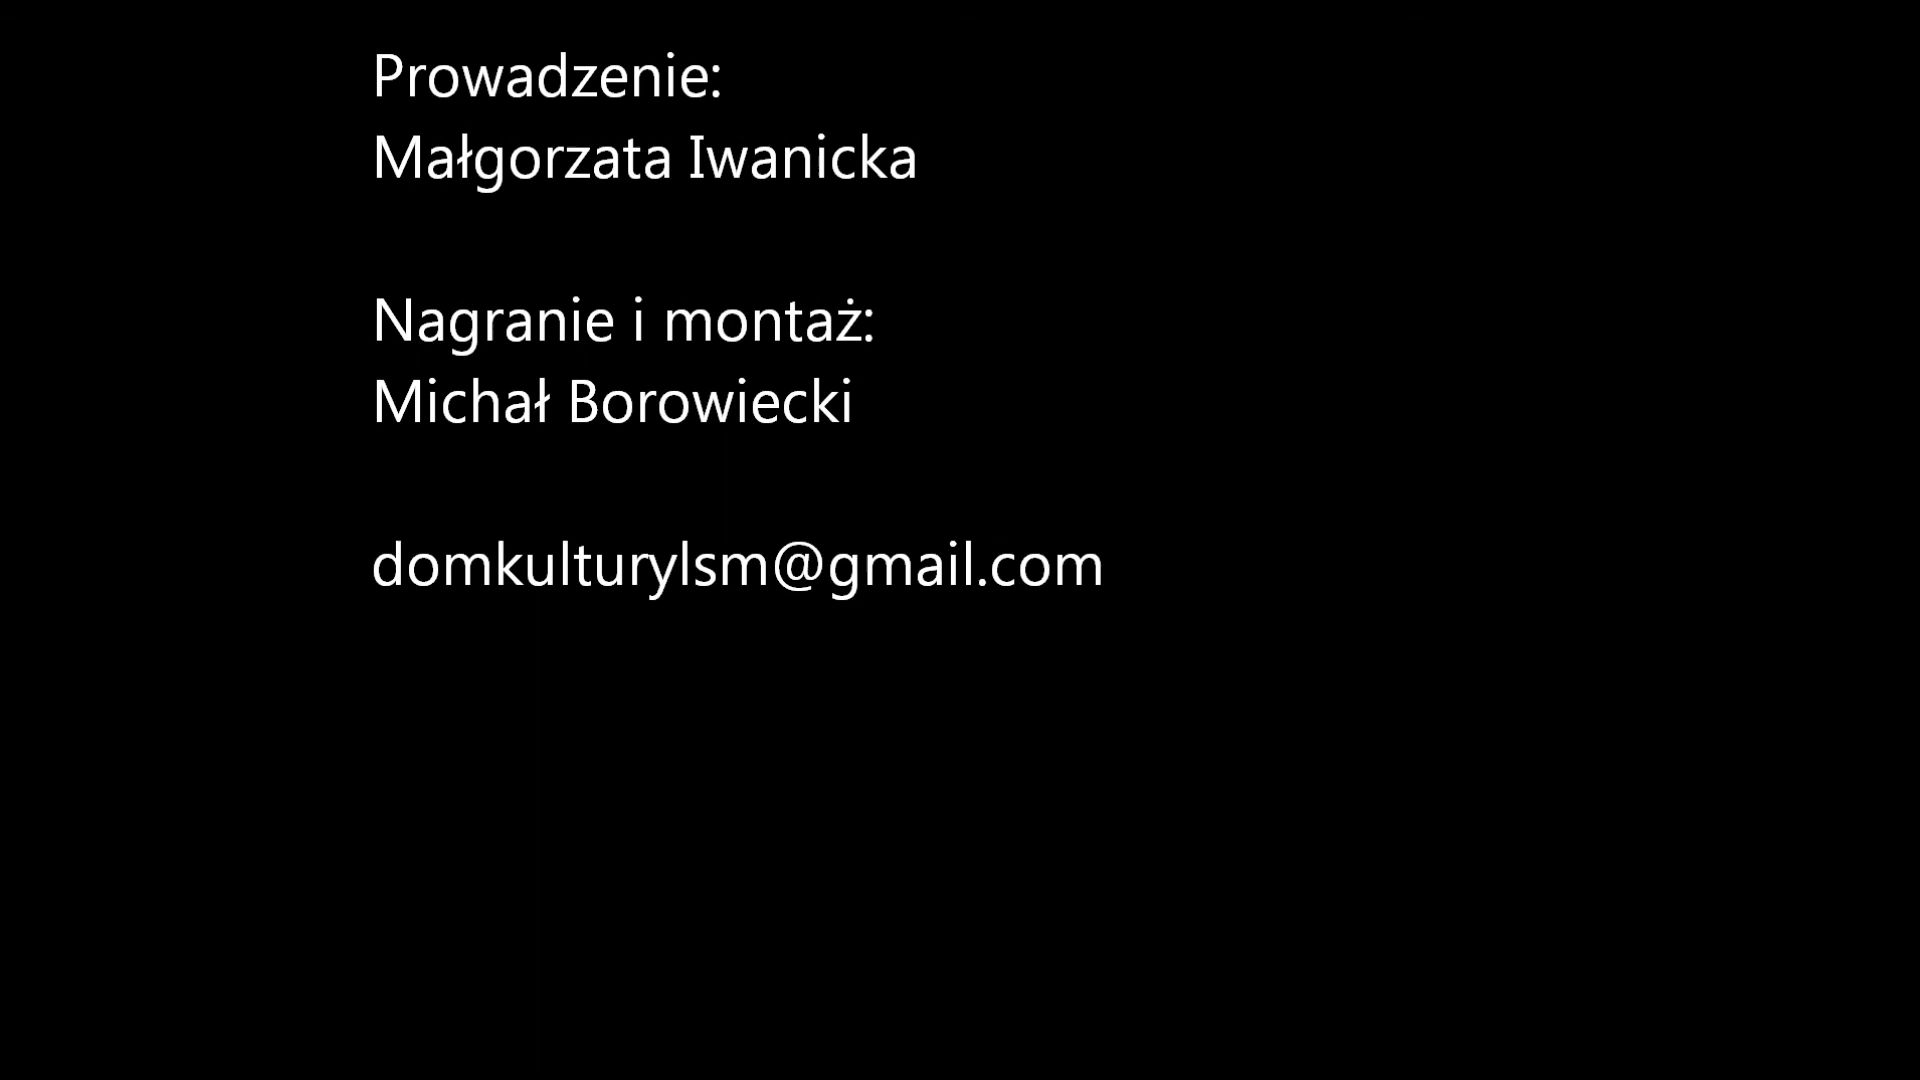 Prowadzenie:
Małgorzata Iwanicka
Nagranie i montaż:
Michał Borowiecki
domkulturylsm@gmail.com